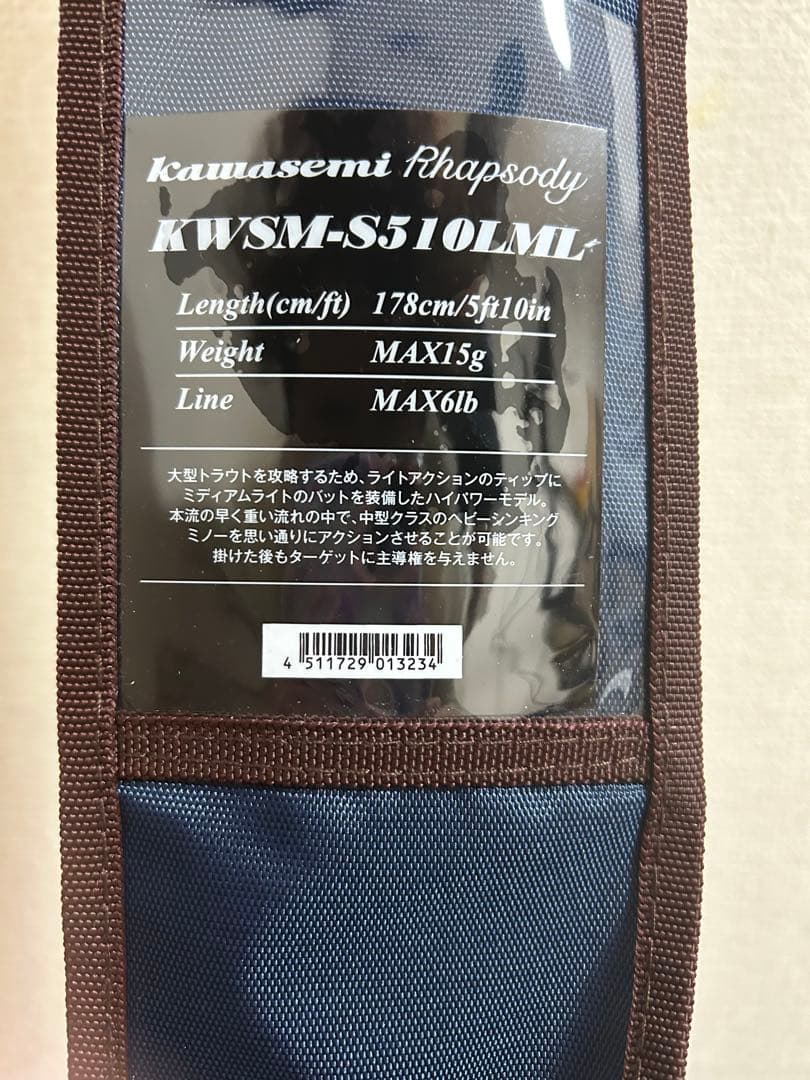 kawasemi Rhapsody
KWSM-S510LML
Length(cm/ft) 178cm/5ft10in
Weight MAX15g
Line MAX6lb
大型トラウトを攻略するため、ライトアクションのティップに
ミディアムライトのバットを装備したハイパワーモデル。
本流の早く重い流れの中で、中型クラスのヘビーシンキング
ミノーを思い通りにアクションさせることが可能です。
掛けた後もターゲットに主導権を与えません。
4 511729 013234